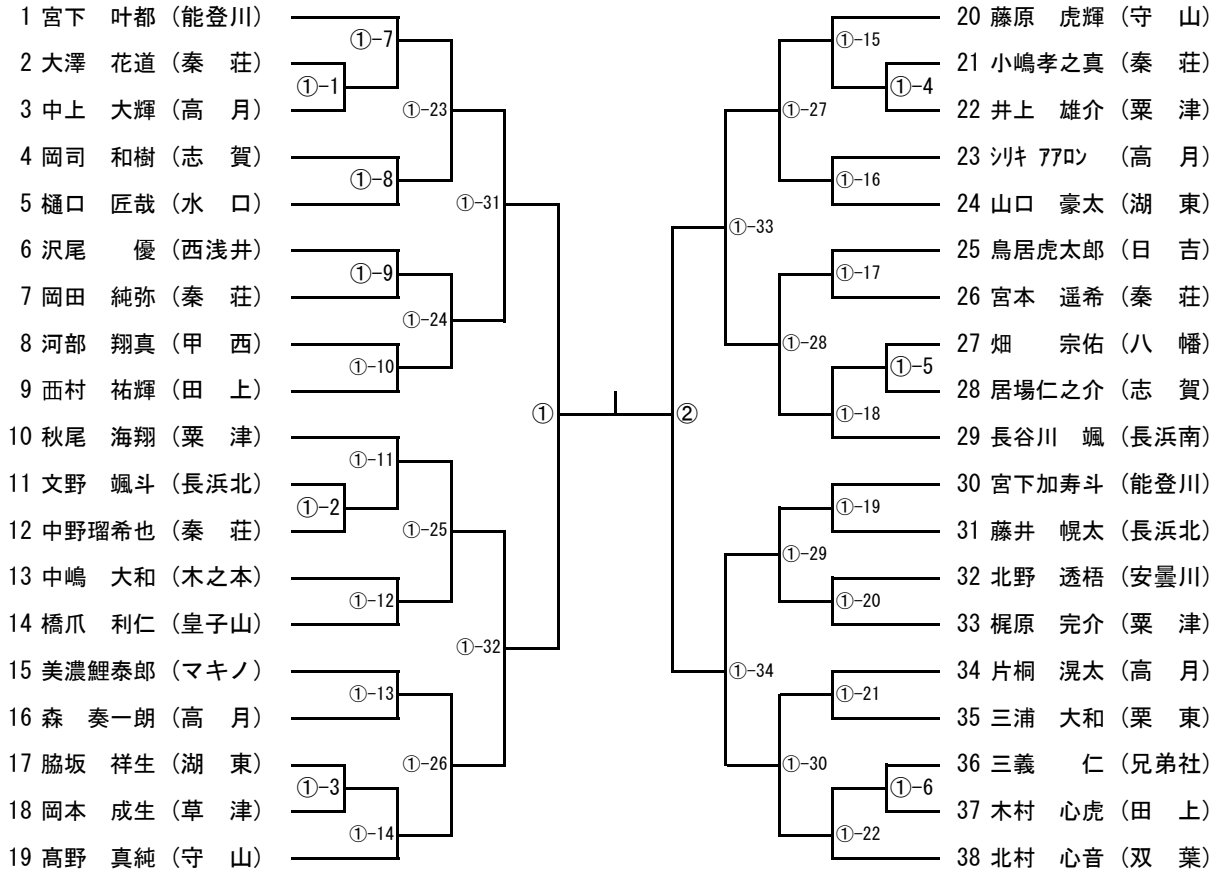 1 宮下　叶都 (能登川)
2 大澤　花道 (秦　荘)
3 中上　大輝 (高　月)
4 岡司　和樹 (志　賀)
5 樋口　匠哉 (水　口)
6 沢尾　　優 (西浅井)
7 岡田　純弥 (秦　荘)
8 河部　翔真 (甲　西)
9 西村　祐輝 (田　上)
10 秋尾　海翔 (粟　津)
11 文野　颯斗 (長浜北)
12 中野瑠希也 (秦　荘)
13 中嶋　大和 (木之本)
14 橋爪　利仁 (皇子山)
15 美濃鯉泰郎 (マキノ)
16 森　奏一朗 (高　月)
17 脇坂　祥生 (湖　東)
18 岡本　成生 (草　津)
19 髙野　真純 (守　山)
①-1
①-2
①-3
①-7
①-8
①-9
①-10
①-11
①-12
①-13
①-14
①-23
①-24
①-25
①-26
①-31
①-32
①
②
①-33
①-34
①-27
①-28
①-29
①-30
①-15
①-16
①-17
①-18
①-19
①-20
①-21
①-22
①-4
①-5
①-6
20 藤原　虎輝 (守　山)
21 小嶋孝之真 (秦　荘)
22 井上　雄介 (粟　津)
23 ｼﾘｷ ｱｱﾛﾝ (高　月)
24 山口　豪太 (湖　東)
25 鳥居虎太郎 (日　吉)
26 宮本　遥希 (秦　荘)
27 畑　　宗佑 (八　幡)
28 居場仁之介 (志　賀)
29 長谷川　颯 (長浜南)
30 宮下加寿斗 (能登川)
31 藤井　幌太 (長浜北)
32 北野　透梧 (安曇川)
33 梶原　完介 (粟　津)
34 片桐　滉太 (高　月)
35 三浦　大和 (栗　東)
36 三義　　仁 (兄弟社)
37 木村　心虎 (田　上)
38 北村　心音 (双　葉)